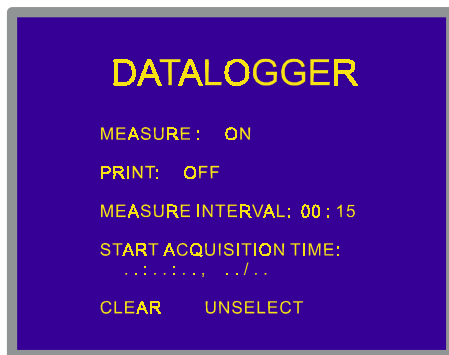 DATALOGGER
MEASURE: ON
PRINT: OFF
MEASURE INTERVAL: 00:15
START ACQUISITION TIME:
..:..:.., ../..
CLEAR UNSELECT